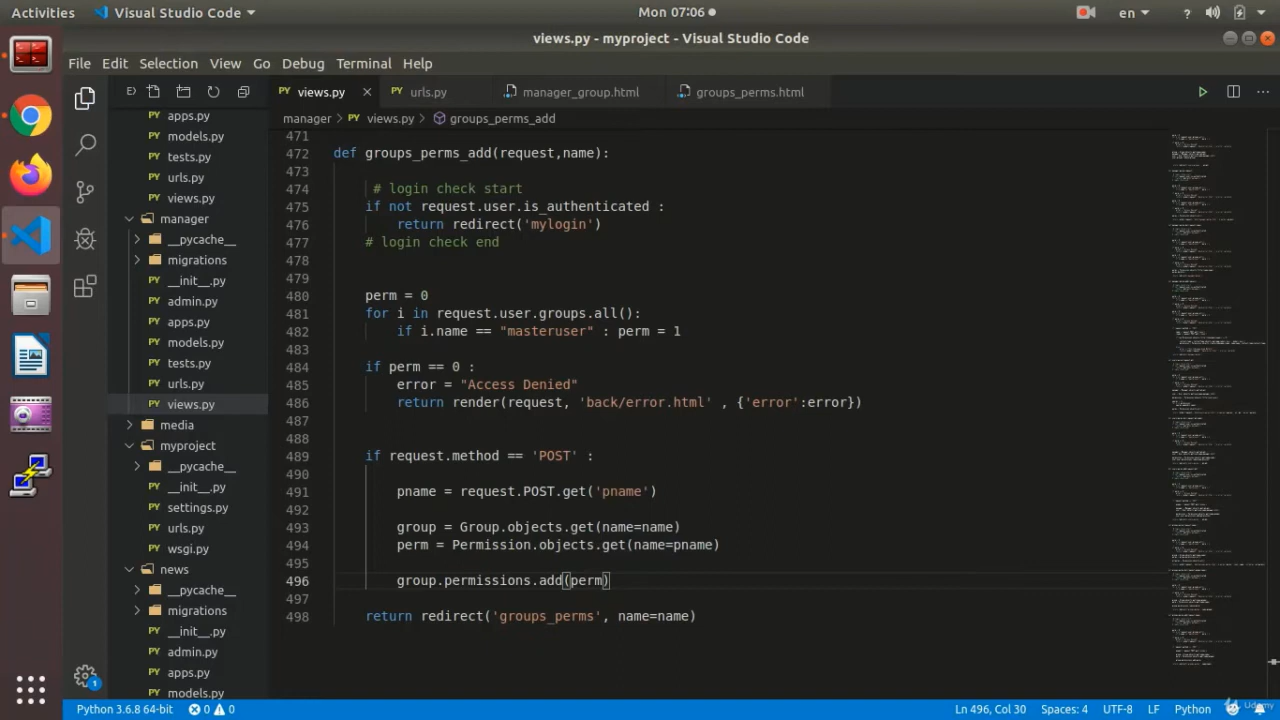 Activities Visual Studio Code Mon 07:06 en
views.py - myproject - Visual Studio Code
File Edit Selection View Go Debug Terminal Help
views.py urls.py manager_group.html groups_perms.html
manager views.py groups_perms_add
apps.py
models.py
tests.py
urls.py
views.py
manager
__pycache__
migrations
__init__.py
admin.py
apps.py
models.py
tests.py
urls.py
views.py
media
myproject
__pycache__
__init__.py
settings.py
urls.py
wsgi.py
news
__pycache__
migrations
__init__.py
admin.py
apps.py
models.py
471
472 def groups_perms_add(request,name):
473
474 # login check start
475 if not request.user.is_authenticated :
476 return redirect('mylogin')
477 # login check end
478
479
480 perm = 0
481 for i in request.user.groups.all():
482 if i.name == "masteruser" : perm = 1
483
484 if perm == 0 :
485 error = "Access Denied"
486 return render(request, 'back/error.html' , {'error':error})
487
488
489 if request.method == 'POST' :
490
491 pname = request.POST.get('pname')
492
493 group = Group.objects.get(name=name)
494 perm = Permission.objects.get(name=pname)
495
496 group.permissions.add(perm)
497
498 return redirect('groups_perms', name=name)
1
Python 3.6.8 64-bit 0 0 Ln 496, Col 30 Spaces: 4 UTF-8 LF Python
Udemy